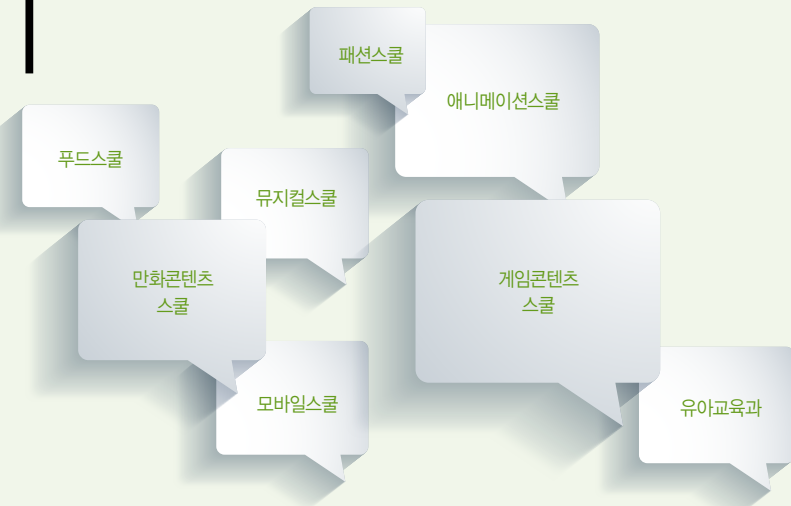 패션스쿨
애니메이션스쿨
푸드스쿨
뮤지컬스쿨
만화콘텐츠
스쿨
게임콘텐츠
스쿨
모바일스쿨
유아교육과